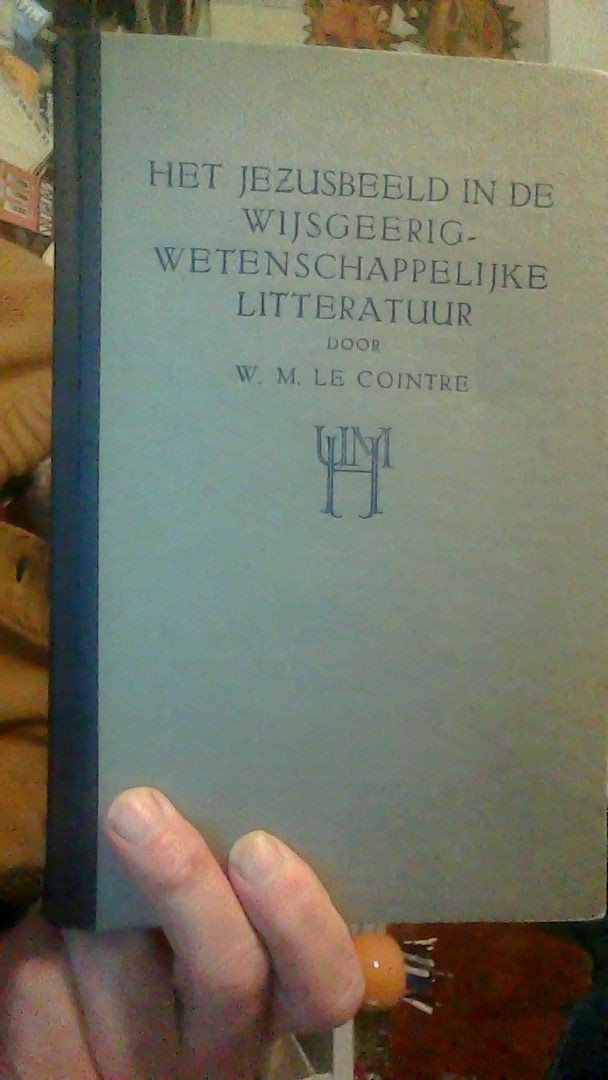 HET JEZUSBEELD IN DE
WIJSGEERIG-
WETENSCHAPPELIJKE
LITTERATUUR
DOOR
W. M. LE COINTRE